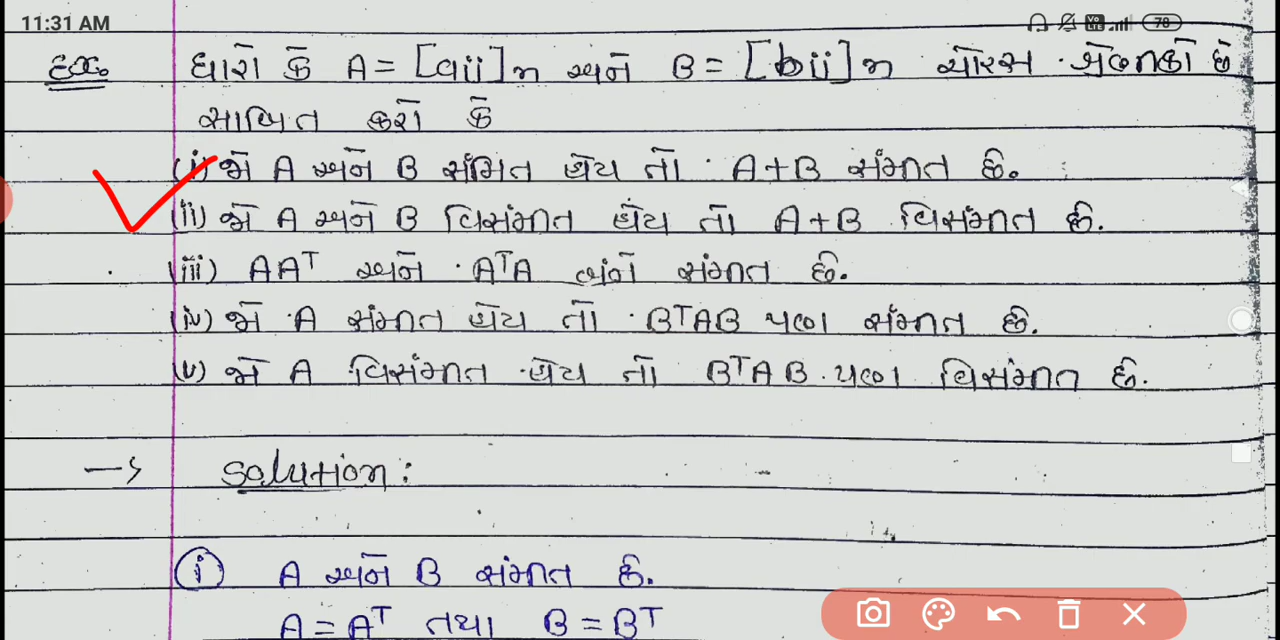 11:31 AM
78
Ex. ધારો કે A = [aij]n અને B = [bij]n ચોરસ શ્રેણિકો છે
સાબિત કરો કે
(i) જો A અને B સંમિત હોય તો A+B સંમિત છે.
(ii) જો A અને B વિસંમિત હોય તો A+B વિસંમિત છે.
(iii) AAᵀ અને AᵀA બંને સંમિત છે.
(iv) જો A સંમિત હોય તો BᵀAB પણ સંમિત છે.
(v) જો A વિસંમિત હોય તો BᵀAB પણ વિસંમિત છે.
→ Solution :
(i) A અને B સંમિત છે.
A = Aᵀ તથા B = Bᵀ